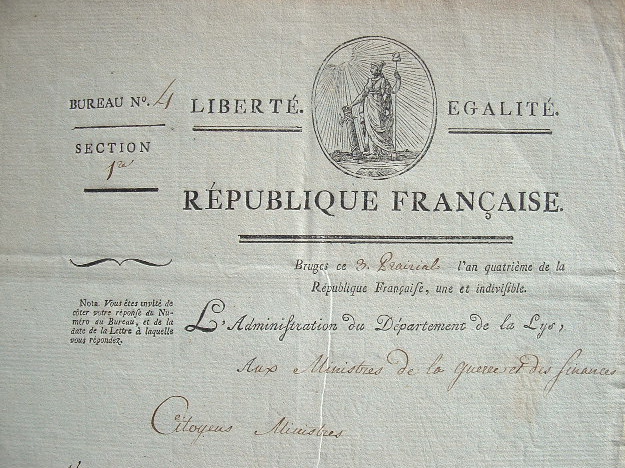 BUREAU Nº. 4
LIBERTÉ.
EGALITÉ.
SECTION
1re
RÉPUBLIQUE FRANÇAISE.
Bruges ce 3. Prairial l'an quatrième de la
République Française, une et indivisible.
Nota. Vous êtes invité de
citer votre réponse du Nu-
méro au Bureau, et de la
date de la Lettre à laquelle
vous répondez.
L'Administration du Département de la Lys,
Aux Ministres de la guerre et des finances
Citoyens Ministres